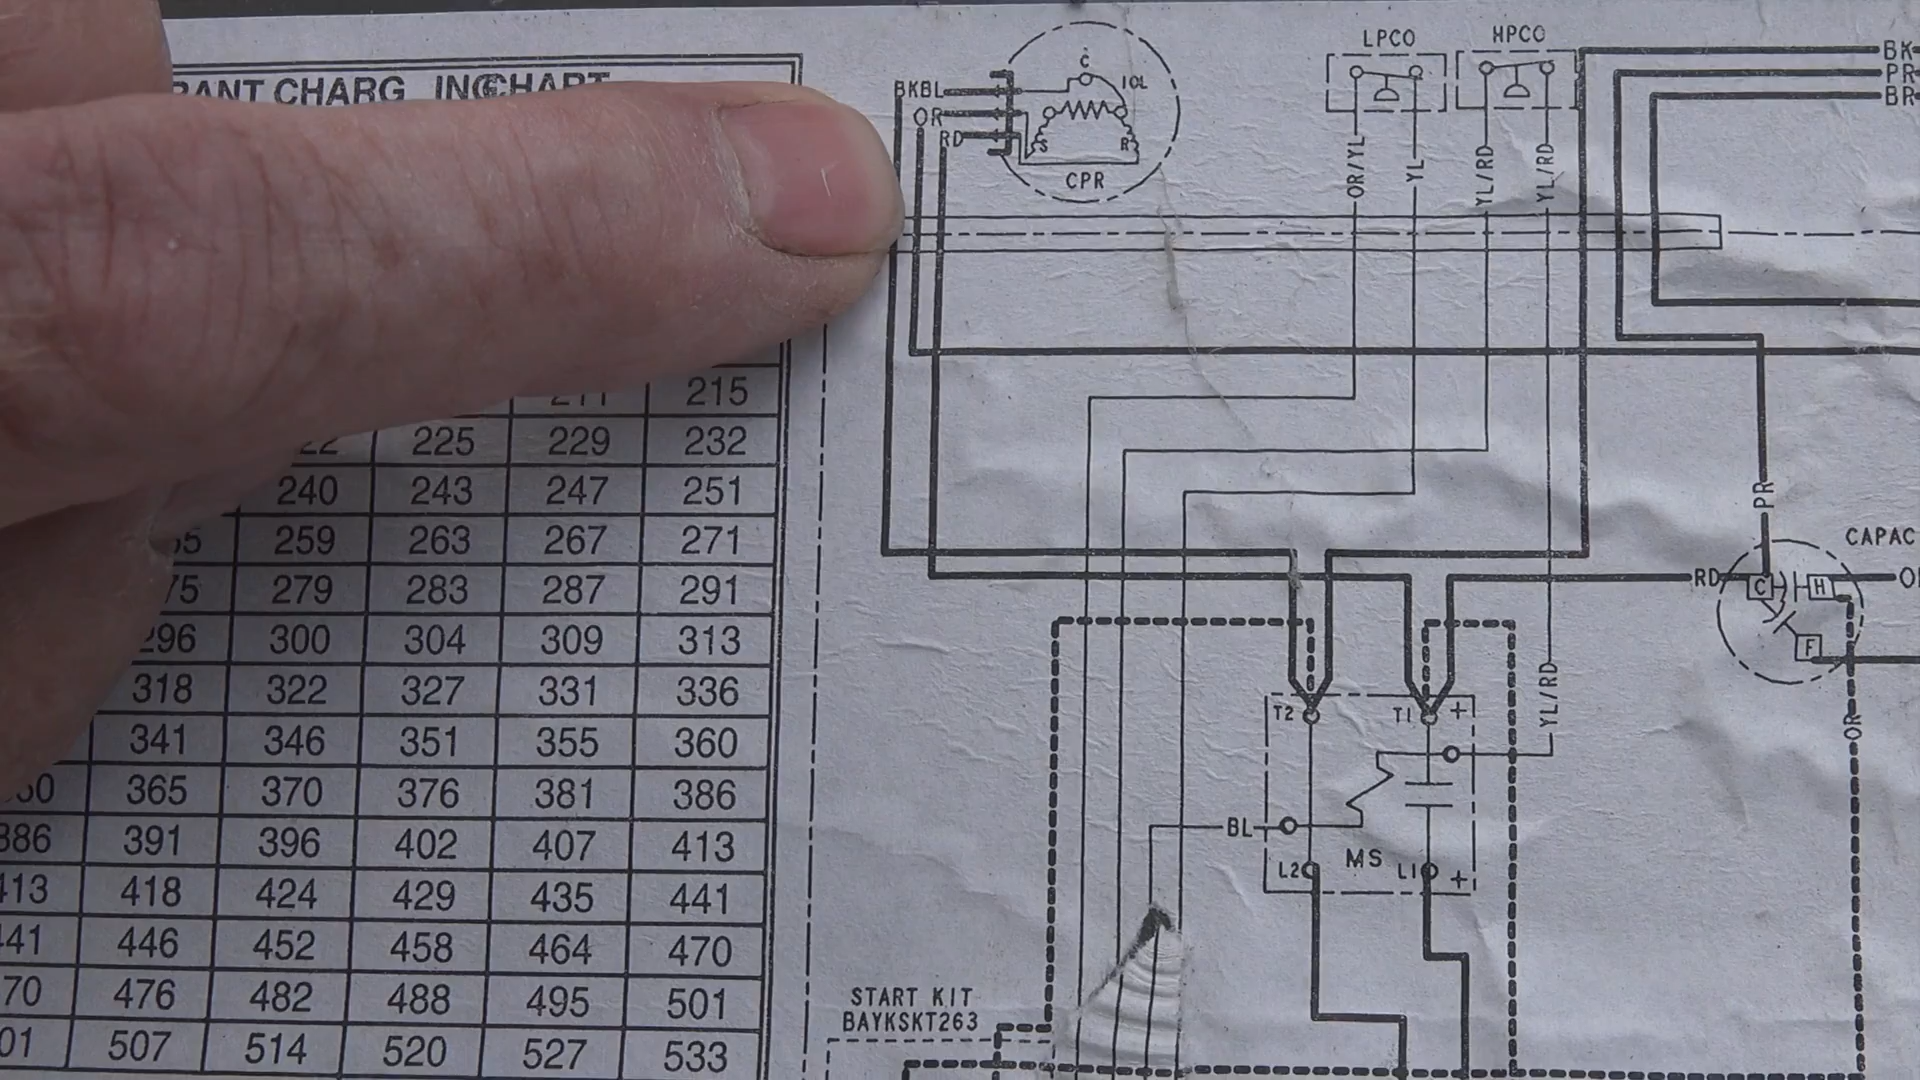 CHARG INGCHART
215
225 229 232
240 243 247 251
259 263 267 271
279 283 287 291
296 300 304 309 313
318 322 327 331 336
341 346 351 355 360
365 370 376 381 386
386 391 396 402 407 413
413 418 424 429 435 441
441 446 452 458 464 470
470 476 482 488 495 501
501 507 514 520 527 533
BKBL
OR
RD
C
IOL
S
R
CPR
LPCO
HPCO
OR/YL
YL
YL/RD
YL/RD
BK
PR
BR
PR
RD
C
H
F
OR
YL/RD
T2
T1
+
BL
MS
L2
L1
+
START KIT
BAYKSKT263